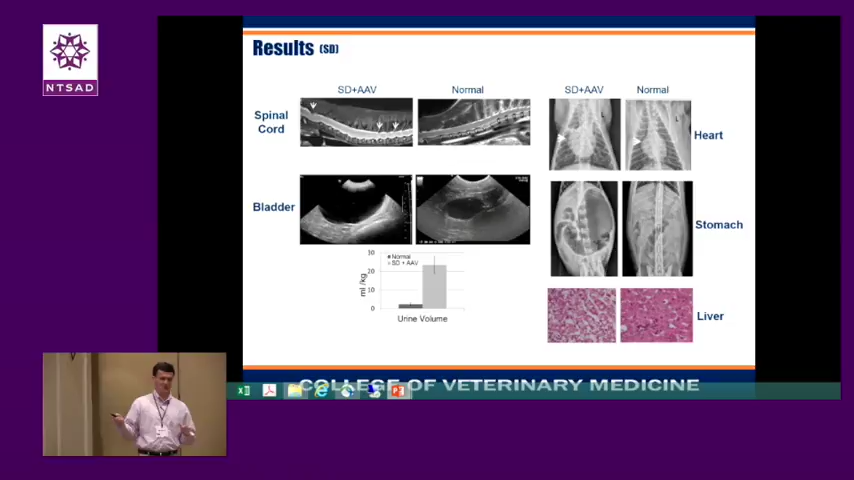 NTSAD
Results (SD)
SD+AAV
Normal
Spinal
Cord
Bladder
30
20
10
0
ml /kg
Normal
SD + AAV
Urine Volume
SD+AAV
Normal
L
L
Heart
Stomach
Liver
COLLEGE OF VETERINARY MEDICINE